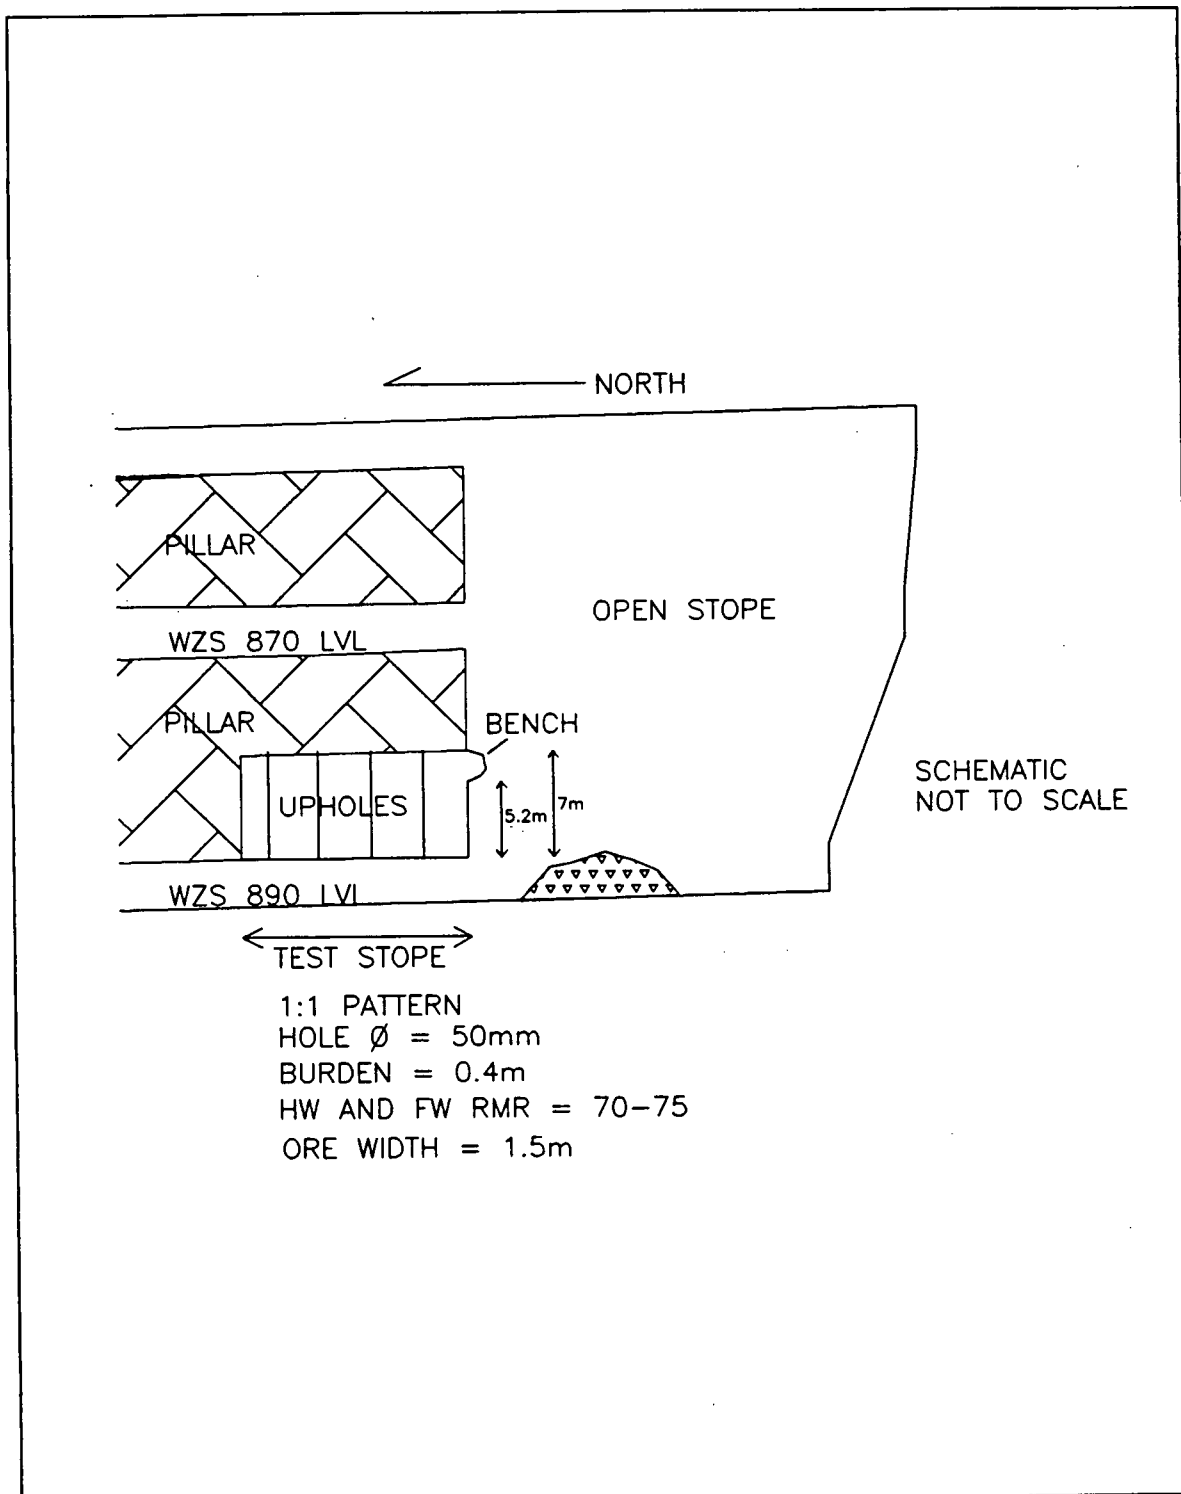 NORTH
PILLAR
OPEN STOPE
WZS 870 LVL
PILLAR
BENCH
SCHEMATIC
NOT TO SCALE
UPHOLES
5.2m
7m
WZS 890 LVL
TEST STOPE
1:1 PATTERN
HOLE Ø = 50mm
BURDEN = 0.4m
HW AND FW RMR = 70-75
ORE WIDTH = 1.5m